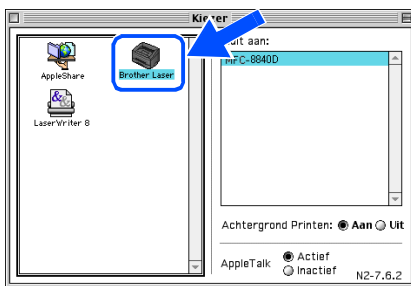 Kiezer
uit aan:
AppleShare
Brother Laser
MFC-8840D
LaserWriter 8
Achtergrond Printen: Aan Uit
AppleTalk
Actief
Inactief
N2-7.6.2